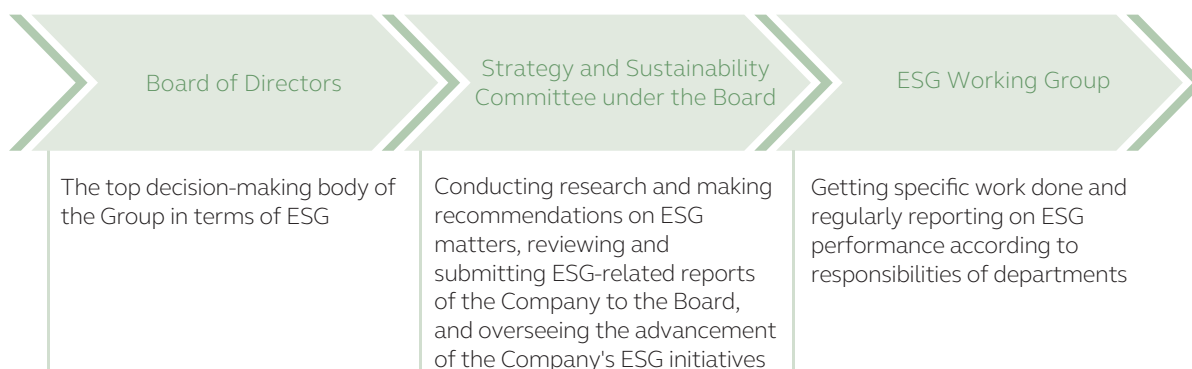 Board of Directors
Strategy and Sustainability
Committee under the Board
ESG Working Group
The top decision-making body of
the Group in terms of ESG
Conducting research and making
recommendations on ESG
matters, reviewing and
submitting ESG-related reports
of the Company to the Board,
and overseeing the advancement
of the Company's ESG initiatives
Getting specific work done and
regularly reporting on ESG
performance according to
responsibilities of departments